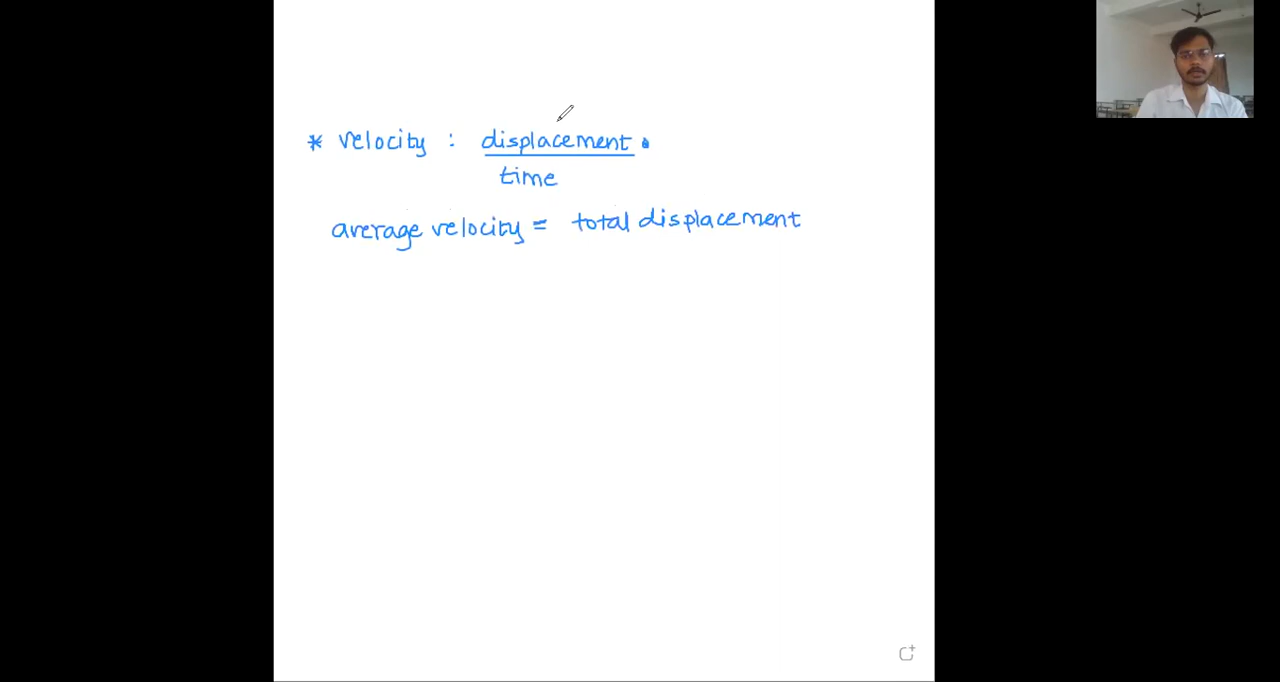 * velocity : displacement.
time
average velocity = total displacement